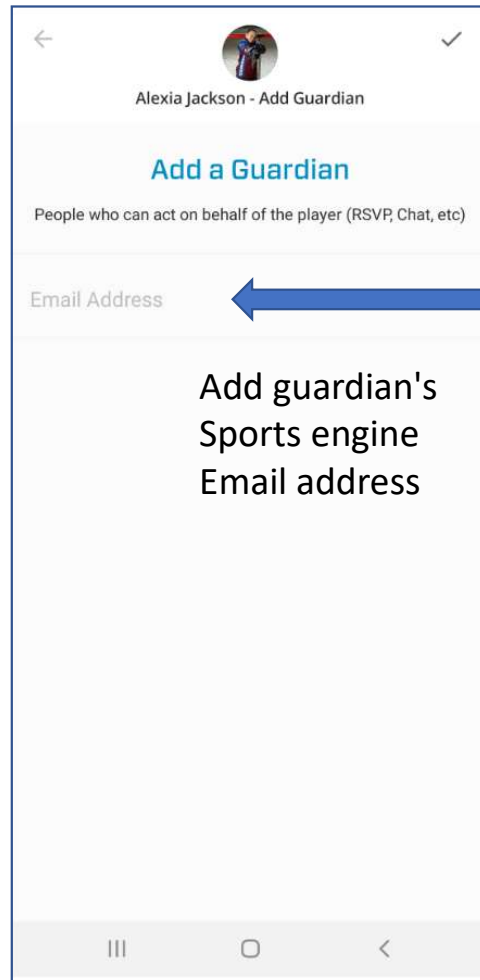 Alexia Jackson - Add Guardian
Add a Guardian
People who can act on behalf of the player (RSVP, Chat, etc)
Email Address
Add guardian's
Sports engine
Email address